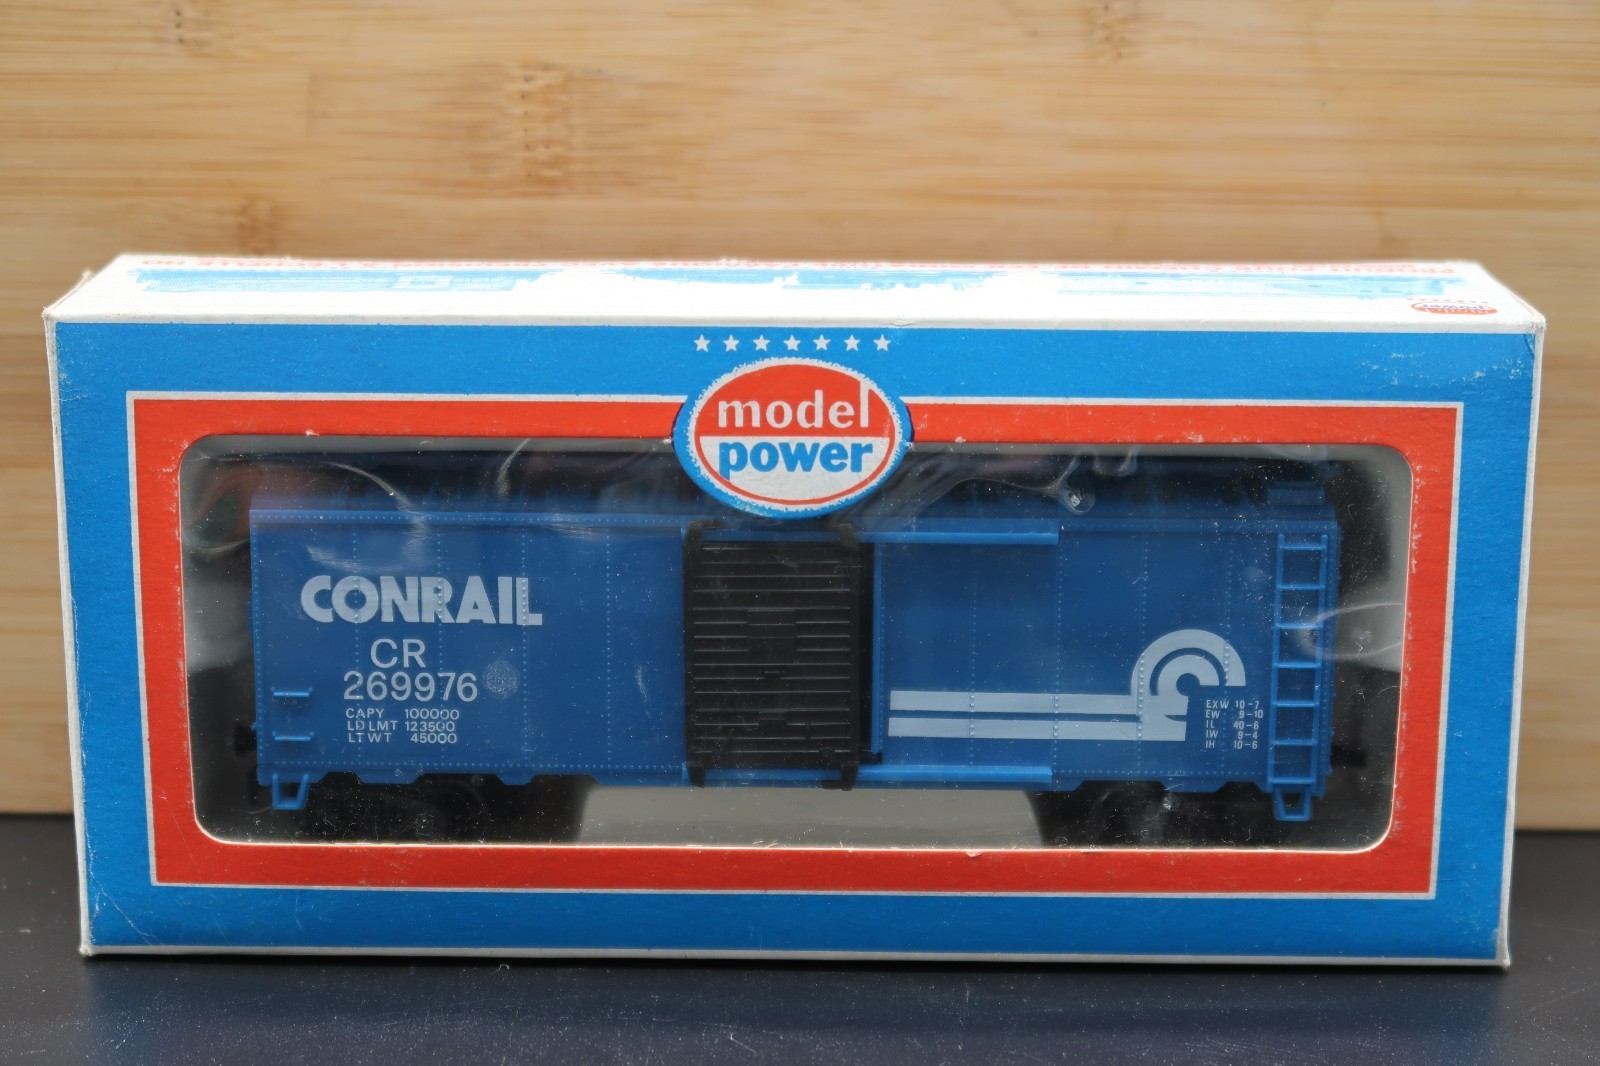 model
power
CONRAIL
CR
269976
CAPY 100000
LD LMT 123500
LT WT 45000
EXW 10-7
EW 9-10
IL 40-6
IW 9-4
IH 10-6